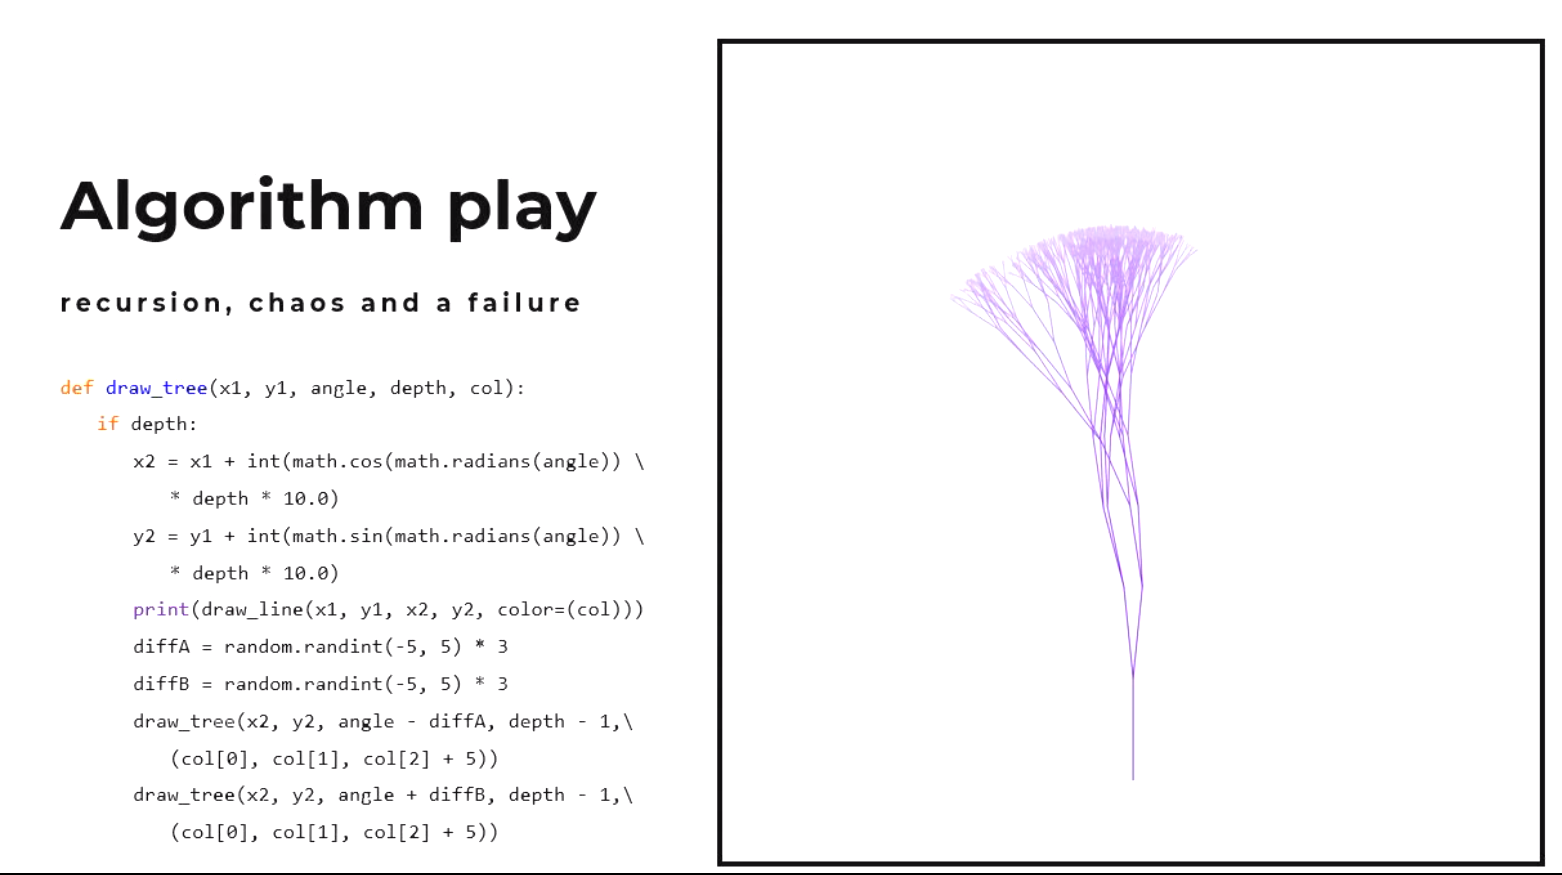 Algorithm play
recursion, chaos and a failure
def draw_tree(x1, y1, angle, depth, col):
if depth:
x2 = x1 + int(math.cos(math.radians(angle)) \
* depth * 10.0)
y2 = y1 + int(math.sin(math.radians(angle)) \
* depth * 10.0)
print(draw_line(x1, y1, x2, y2, color=(col)))
diffA = random.randint(-5, 5) * 3
diffB = random.randint(-5, 5) * 3
draw_tree(x2, y2, angle - diffA, depth - 1,\
(col[0], col[1], col[2] + 5))
draw_tree(x2, y2, angle + diffB, depth - 1,\
(col[0], col[1], col[2] + 5))